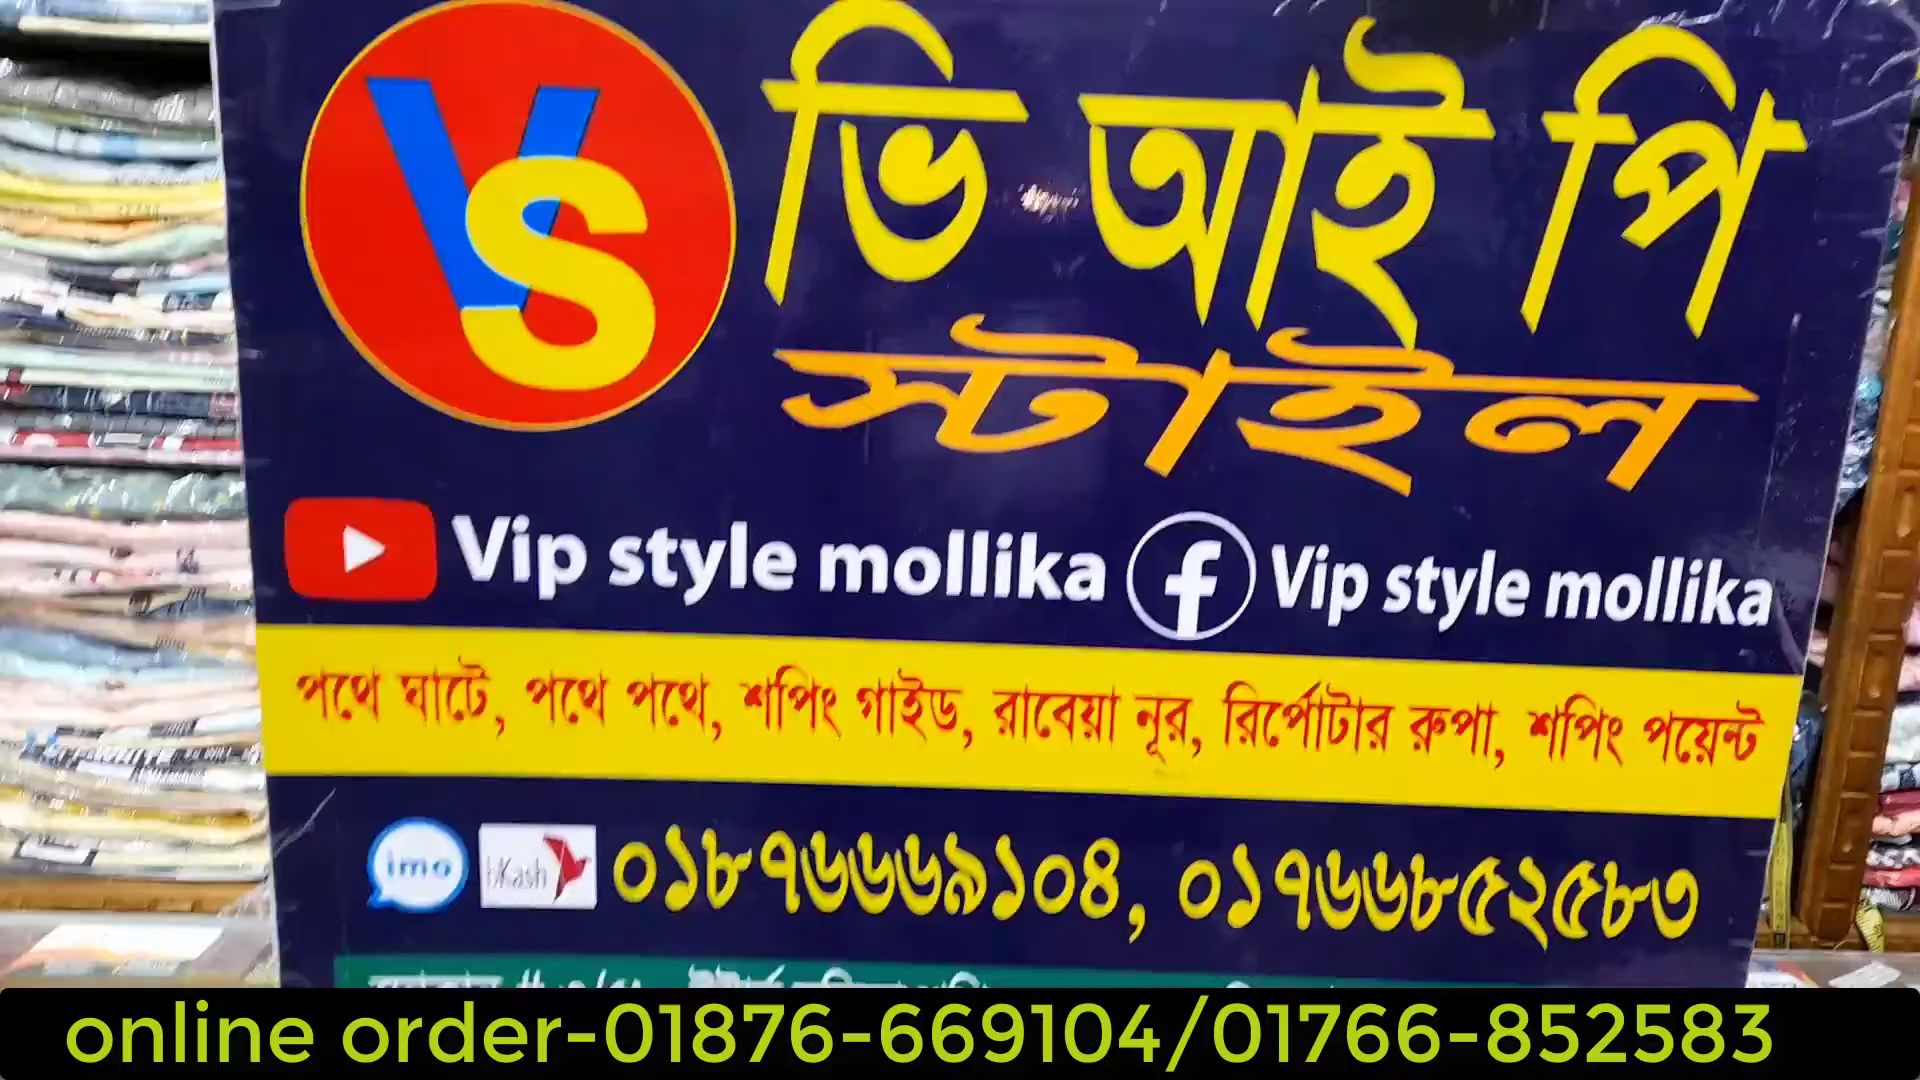 VS
ভি আই পি
স্টাইল
Vip style mollika f Vip style mollika
পথে ঘাটে, পথে পথে, শপিং গাইড, রাবেয়া নূর, রির্পোটার রুপা, শপিং পয়েন্ট
imo bKash ০১৮৭৬৬৬৯১০৪, ০১৭৬৬৮৫২৫৮৩
online order-01876-669104/01766-852583